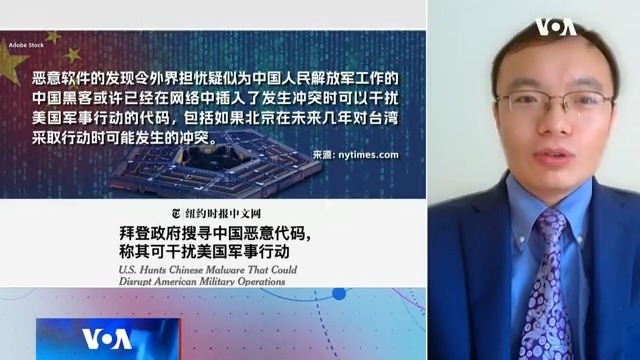 Adobe Stock
恶意软件的发现令外界担忧疑似为中国人民解放军工作的
中国黑客或许已经在网络中插入了发生冲突时可以干扰
美国军事行动的代码，包括如果北京在未来几年对台湾
采取行动时可能发生的冲突。
来源: nytimes.com
纽约时报中文网
拜登政府搜寻中国恶意代码，
称其可干扰美国军事行动
U.S. Hunts Chinese Malware That Could
Disrupt American Military Operations
VOA
VOA